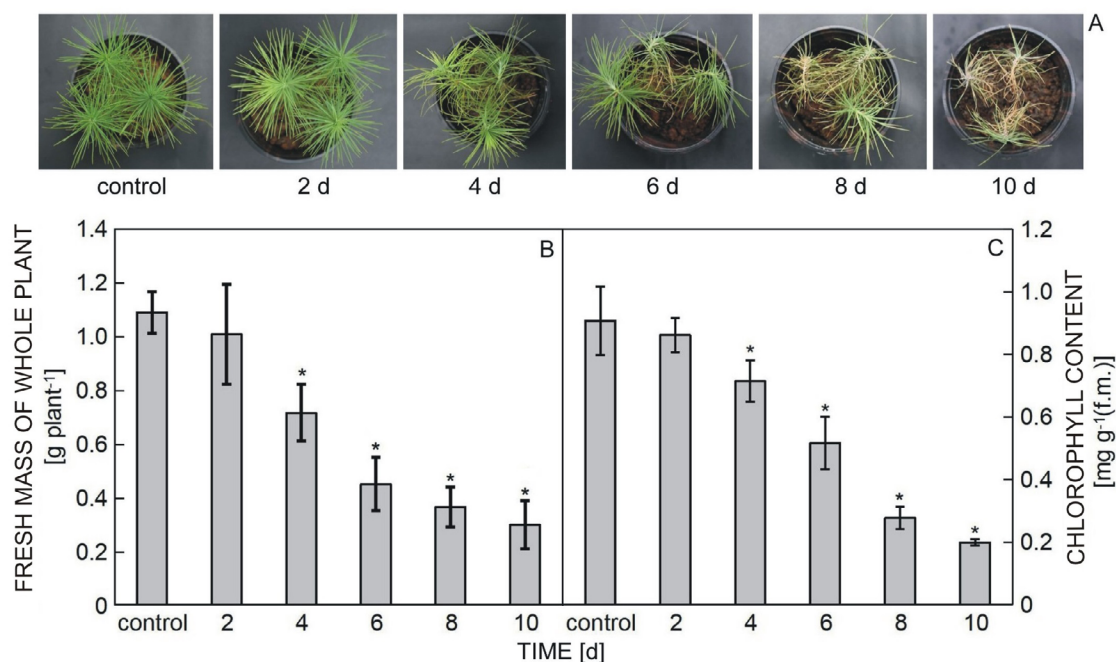 A
control
2 d
4 d
6 d
8 d
10 d
FRESH MASS OF WHOLE PLANT
[g plant⁻¹]
1.4
1.2
1.0
0.8
0.6
0.4
0.2
0
B
*
*
*
*
control
2
4
6
8
10
C
*
*
*
*
control
2
4
6
8
10
1.2
1.0
0.8
0.6
0.4
0.2
0
CHLOROPHYLL CONTENT
[mg g⁻¹(f.m.)]
TIME [d]